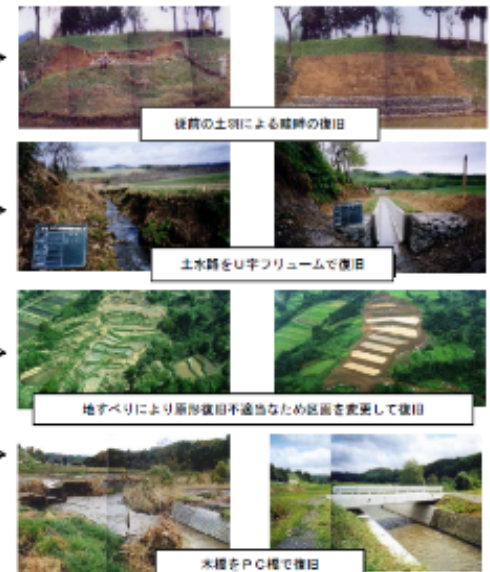 従前の土羽による畦畔の復旧
土水路をU字フリュームで復旧
地すべりにより原形復旧不適当なため区画を変更して復旧
木橋をPC橋で復旧